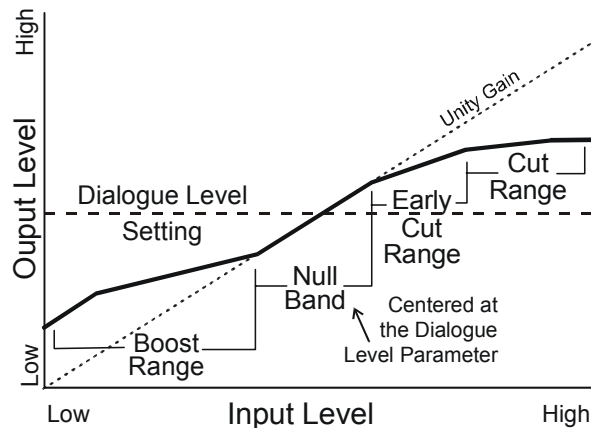 High
Unity Gain
Cut
Range
Dialogue Level
Early
Setting
Cut
Range
Ouput Level
Null
Band
Centered at
the Dialogue
Level Parameter
Boost
Range
Low
Low
Input Level
High